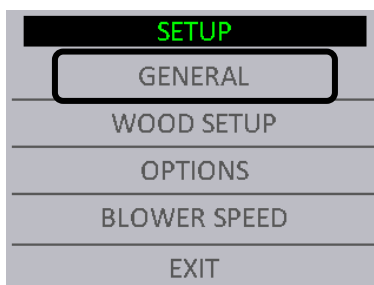 SETUP
GENERAL
WOOD SETUP
OPTIONS
BLOWER SPEED
EXIT